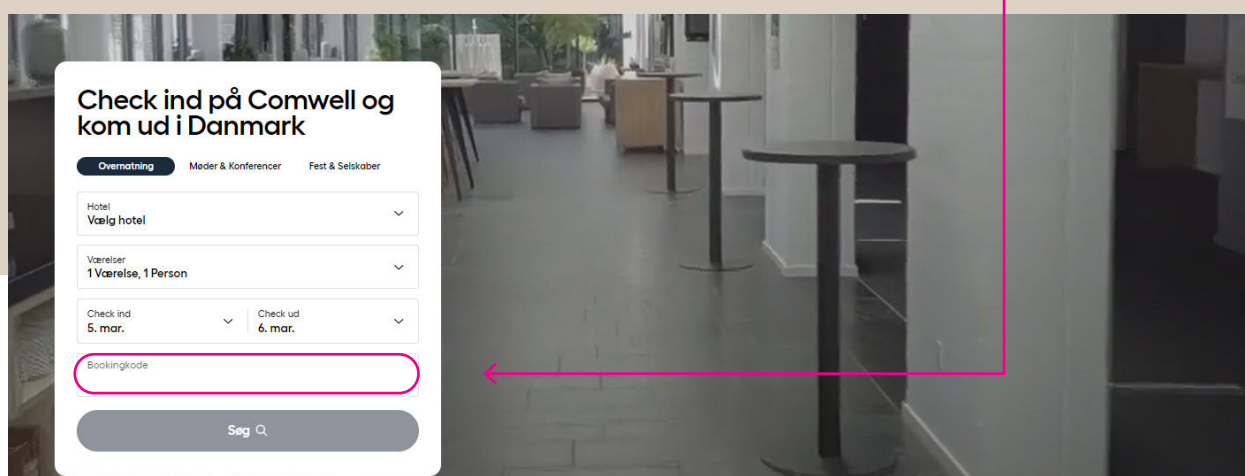 Check ind på Comwell og
kom ud i Danmark
Overnatning Møder & Konferencer Fest & Selskaber
Hotel
Vælg hotel
Værelser
1 Værelse, 1 Person
Check ind Check ud
5. mar. 6. mar.
Bookingkode
Søg